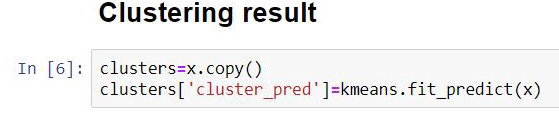 Clustering result
In [6]: clusters=x.copy()
clusters['cluster_pred']=kmeans.fit_predict(x)